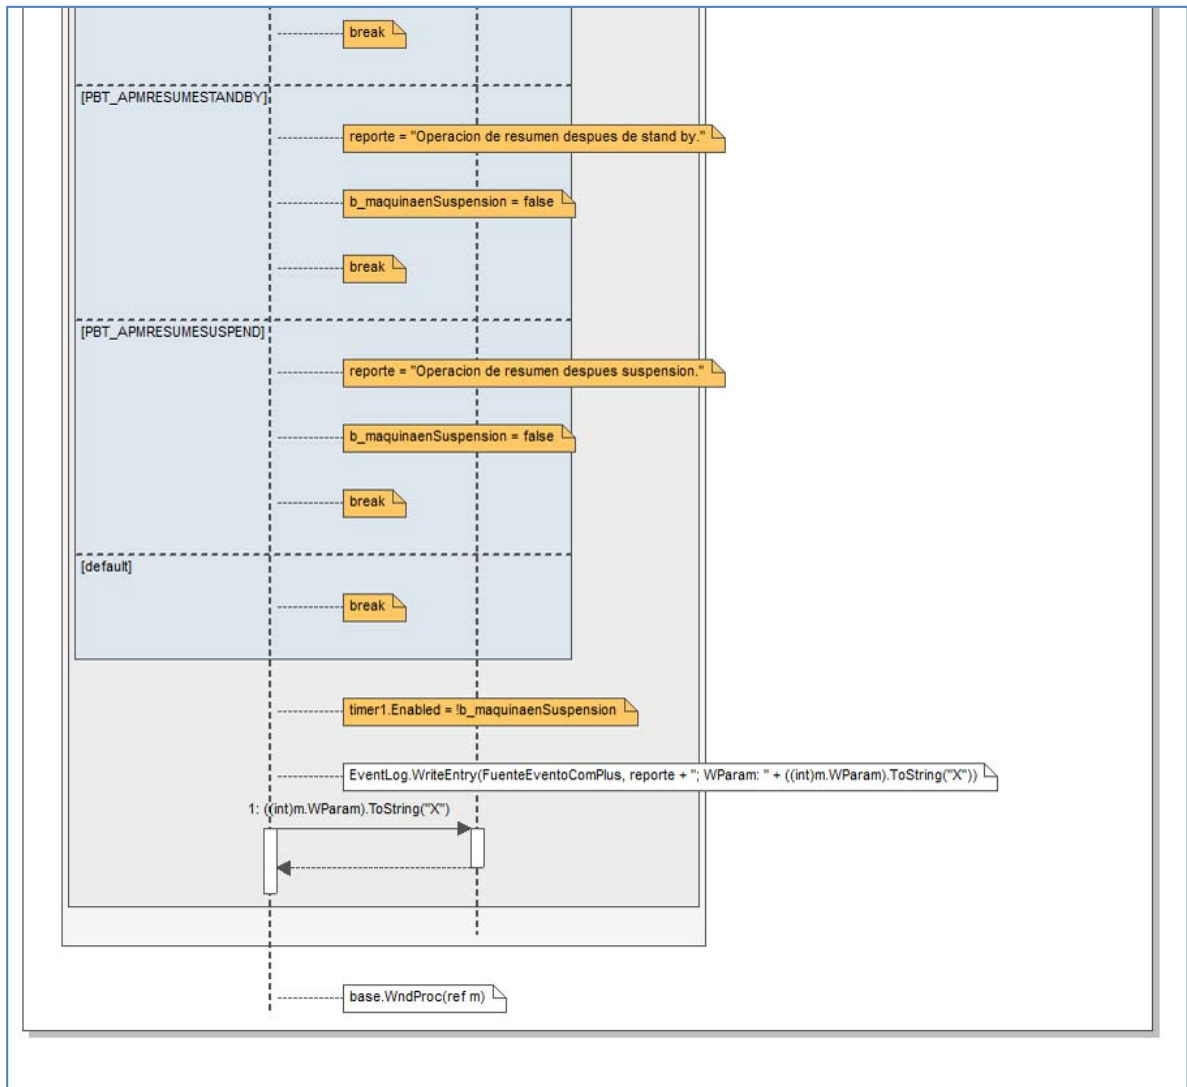 break
[PBT_APMRESUMESTANDBY]
reporte = "Operacion de resumen despues de stand by."
b_maquinaenSuspension = false
break
[PBT_APMRESUMESUSPEND]
reporte = "Operacion de resumen despues suspension."
b_maquinaenSuspension = false
break
[default]
break
timer1.Enabled = !b_maquinaenSuspension
EventLog.WriteEntry(FuenteEventoComPlus, reporte + "; WParam: " + ((int)m.WParam).ToString("X"))
1: ((int)m.WParam).ToString("X")
base.WndProc(ref m)